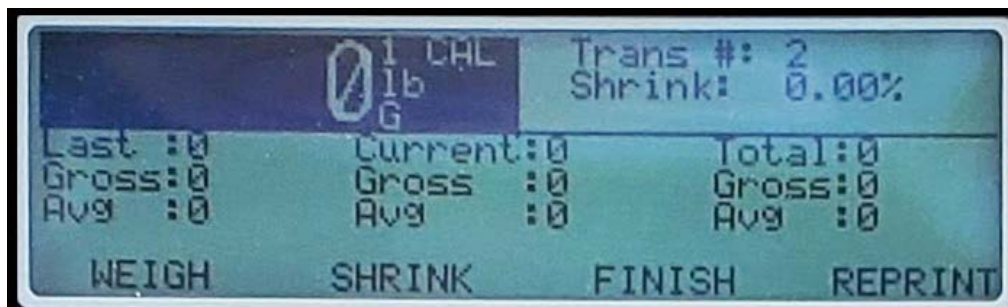 0 1 CAL
lb
G
Trans #: 2
Shrink: 0.00%
Last :0 Current:0 Total:0
Gross:0 Gross :0 Gross:0
Avg :0 Avg :0 Avg :0
WEIGH SHRINK FINISH REPRINT